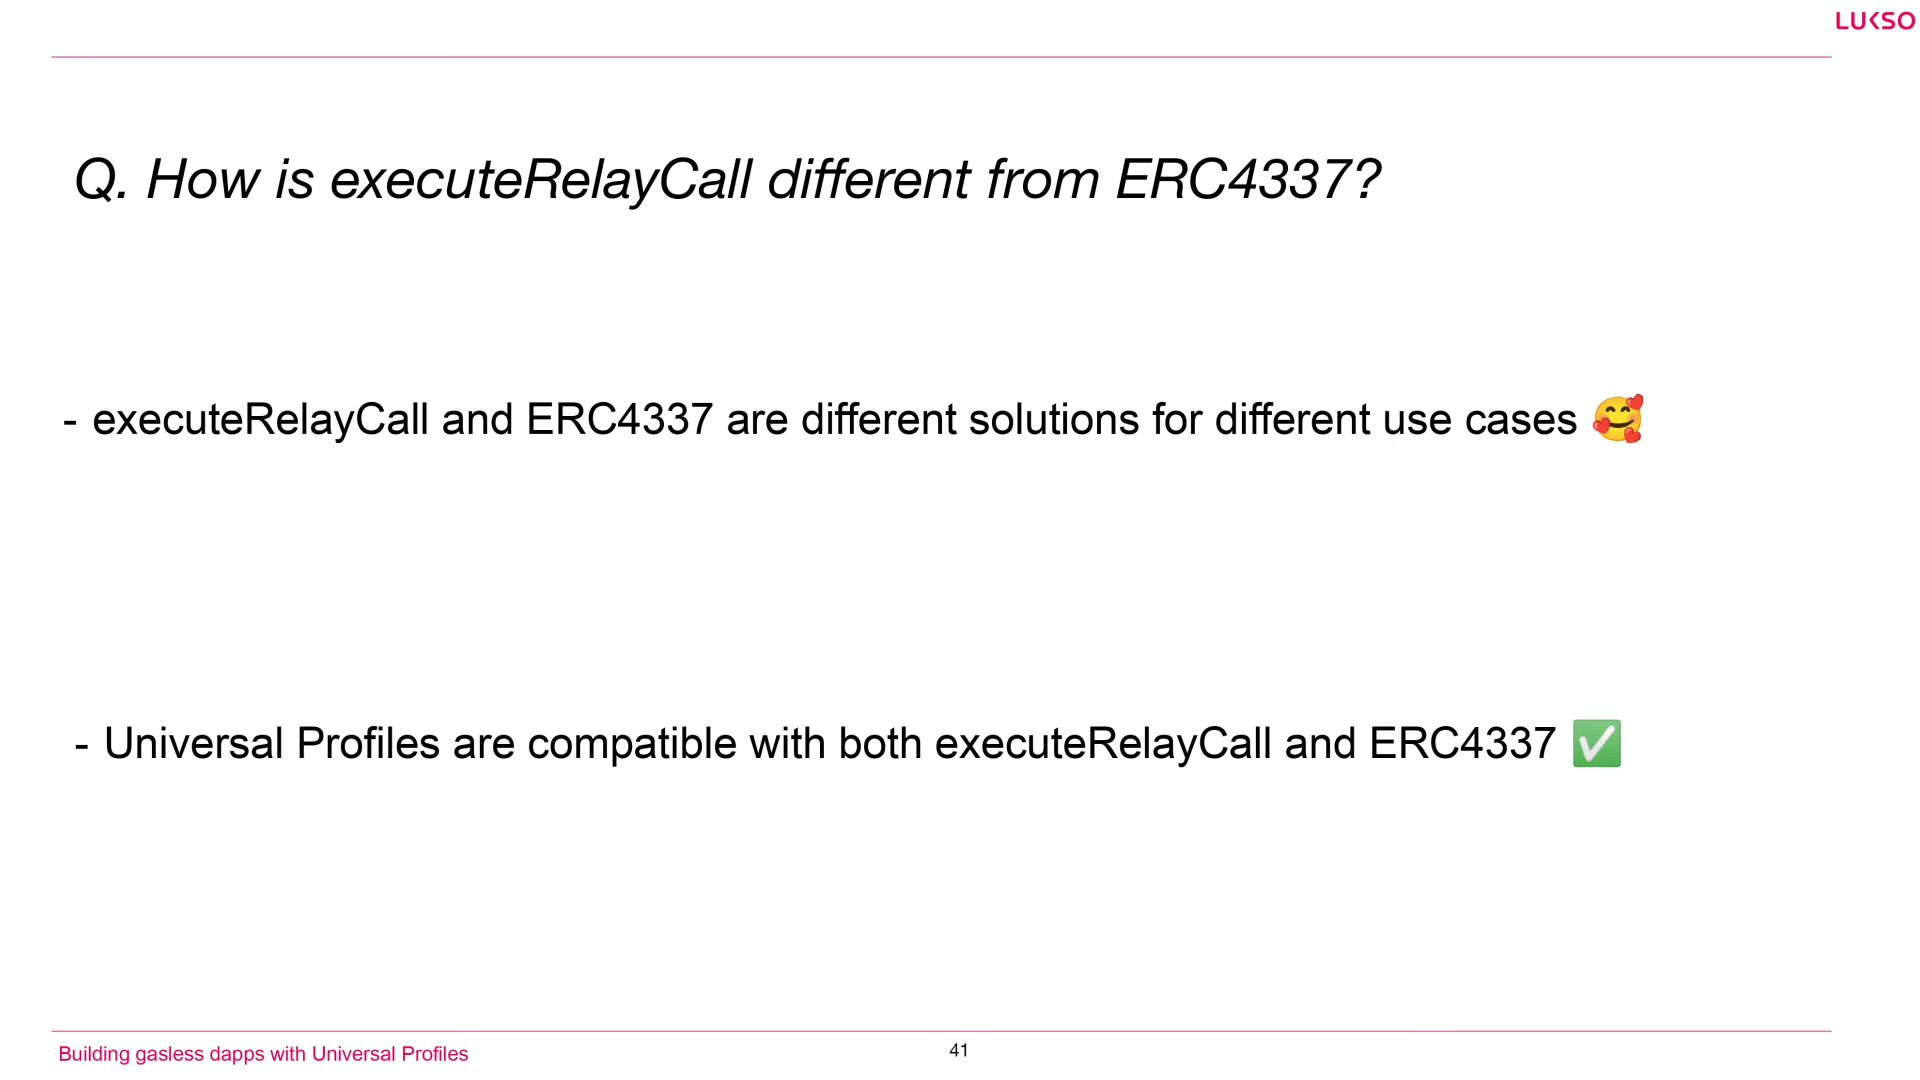 LUKSO
Q. How is executeRelayCall different from ERC4337?
- executeRelayCall and ERC4337 are different solutions for different use cases 🥰
- Universal Profiles are compatible with both executeRelayCall and ERC4337 ✅
Building gasless dapps with Universal Profiles
41